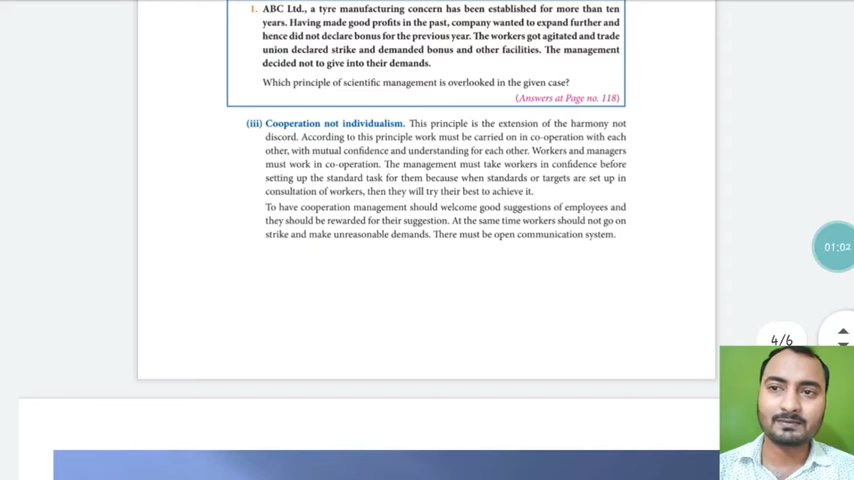 1. ABC Ltd., a tyre manufacturing concern has been established for more than ten
years. Having made good profits in the past, company wanted to expand further and
hence did not declare bonus for the previous year. The workers got agitated and trade
union declared strike and demanded bonus and other facilities. The management
decided not to give into their demands.
Which principle of scientific management is overlooked in the given case?
(Answers at Page no. 118)
(iii) Cooperation not individualism. This principle is the extension of the harmony not
discord. According to this principle work must be carried on in co-operation with each
other, with mutual confidence and understanding for each other. Workers and managers
must work in co-operation. The management must take workers in confidence before
setting up the standard task for them because when standards or targets are set up in
consultation of workers, then they will try their best to achieve it.
To have cooperation management should welcome good suggestions of employees and
they should be rewarded for their suggestion. At the same time workers should not go on
strike and make unreasonable demands. There must be open communication system.
01:02
4/6